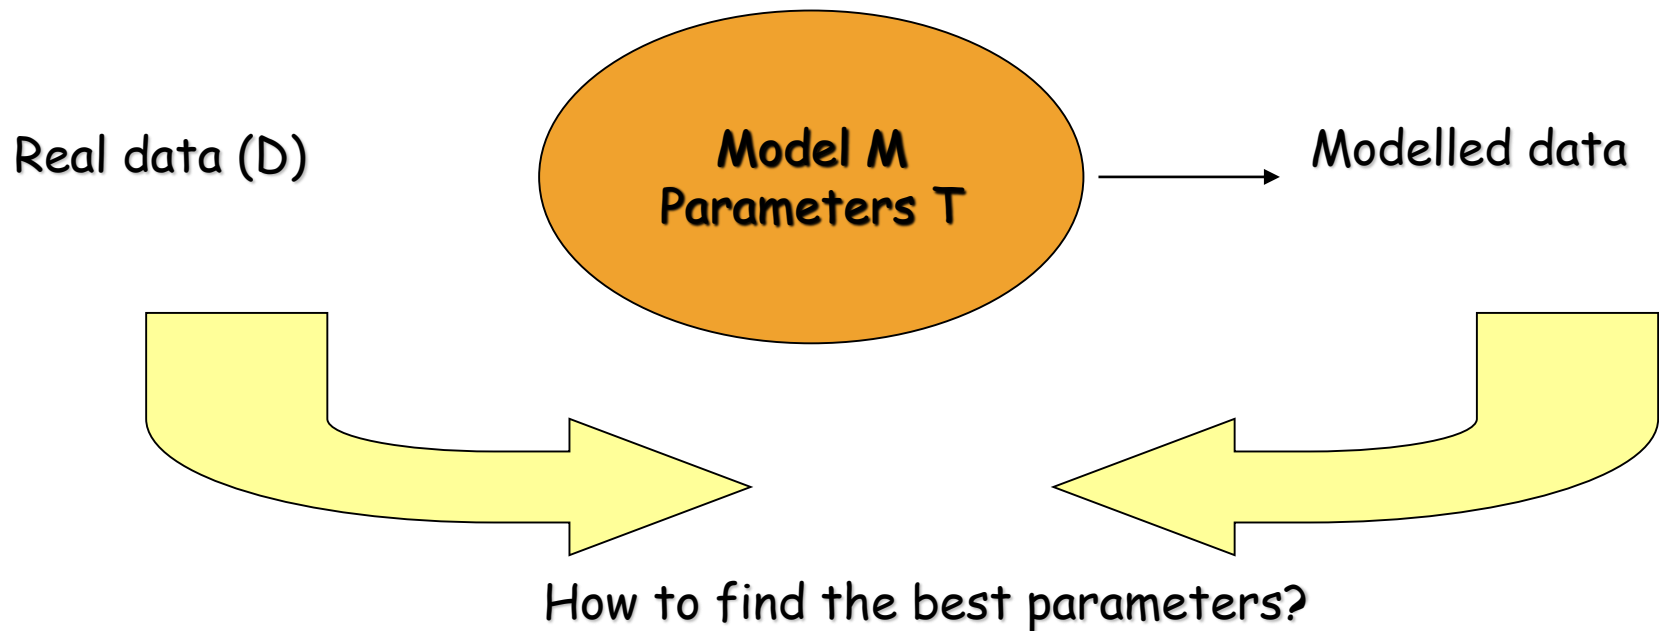 Real data (D)
Model M
Parameters T
Modelled data
How to find the best parameters?